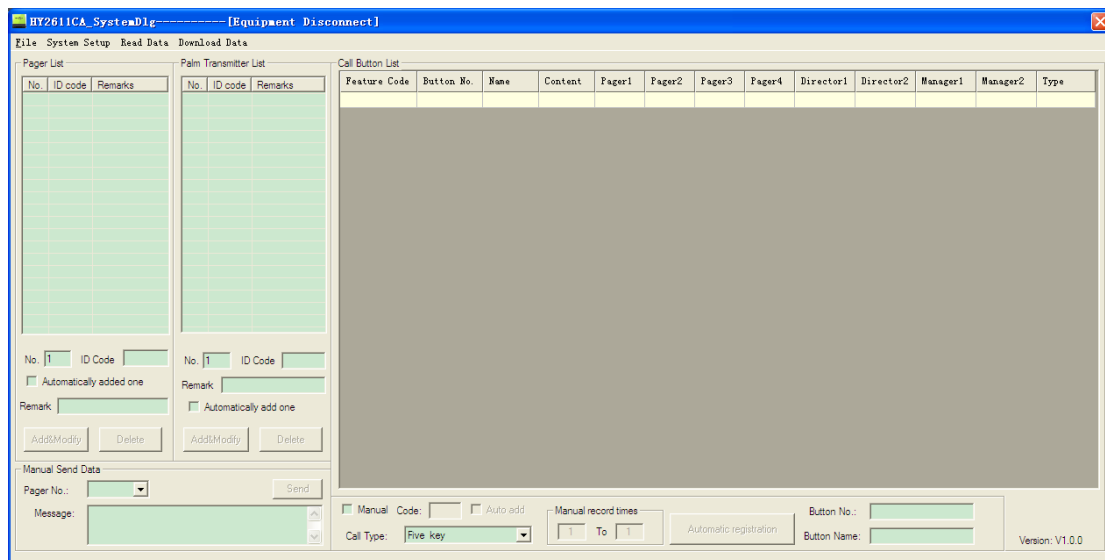 HY2611CA_SystemDlg----------[Equipment Disconnect]
File System Setup Read Data Download Data
Pager List
No. ID code Remarks
No. 1 ID Code
Automatically added one
Remark
Add&Modify Delete
Palm Transmitter List
No. ID code Remarks
No. 1 ID Code
Remark
Automatically add one
Add&Modify Delete
Call Button List
Feature Code Button No. Name Content Pager1 Pager2 Pager3 Pager4 Director1 Director2 Manager1 Manager2 Type
Manual Send Data
Pager No.: Send
Message:
Manual Code: Auto add
Call Type: Five key
Manual record times
1 To 1
Automatic registration
Button No.:
Button Name:
Version: V1.0.0